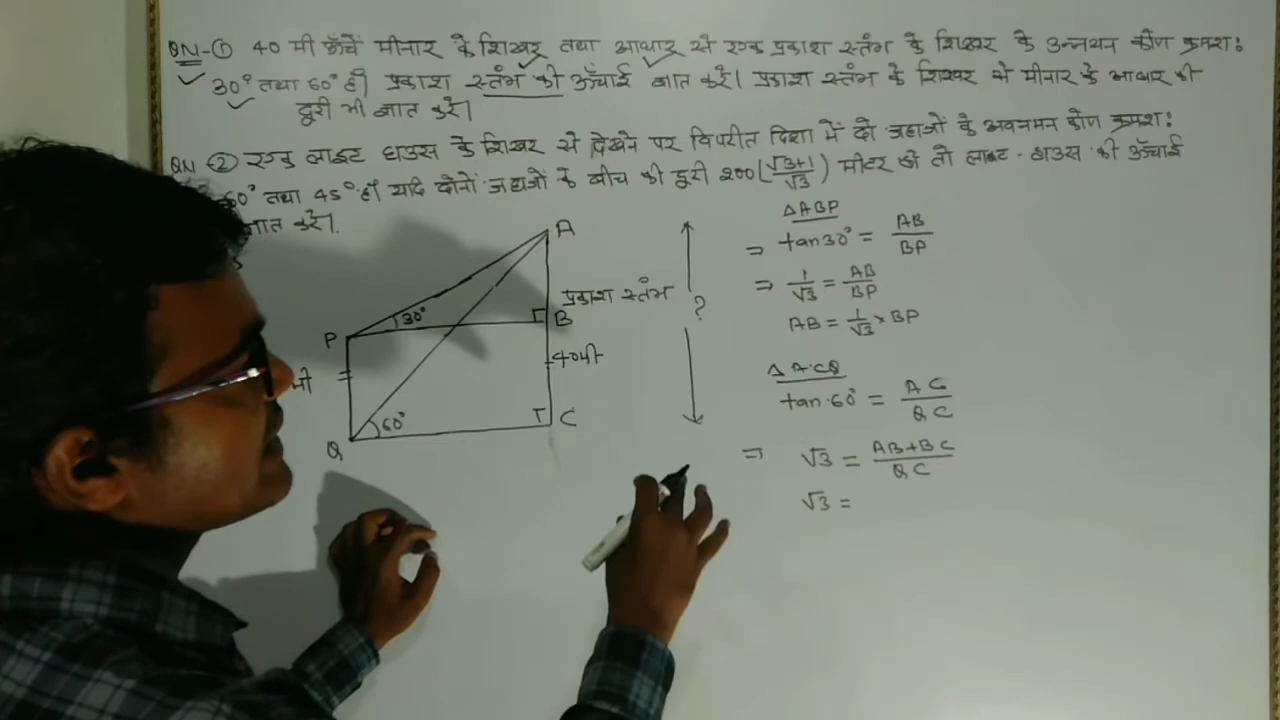 QN-① 40 मी ऊँचे मीनार के शिखर तथा आधार से एक प्रकाश स्तंभ के शिखर के उन्नयन कोण क्रमश:
30° तथा 60° हैं। प्रकाश स्तंभ की ऊँचाई ज्ञात करें। प्रकाश स्तंभ के शिखर से मीनार के आधार की
दूरी भी ज्ञात करें।
QN ② एक लाइट हाउस के शिखर से देखने पर विपरीत दिशा में दो जहाजों के अवनमन कोण क्रमश:
60° तथा 45° हैं। यदि दोनों जहाजों के बीच की दूरी 200(√3+1/√3) मीटर हो तो लाइट-हाउस की ऊँचाई
ज्ञात करें।
A
P
30°
B
प्रकाश स्तंभ
?
मी
40मी
Q
60°
C
ΔABP
⇒ tan30° = AB/BP
⇒ 1/√3 = AB/BP
AB = 1/√3 × BP
ΔACQ
tan·60° = AC/QC
⇒ √3 = AB+BC/QC
√3 =